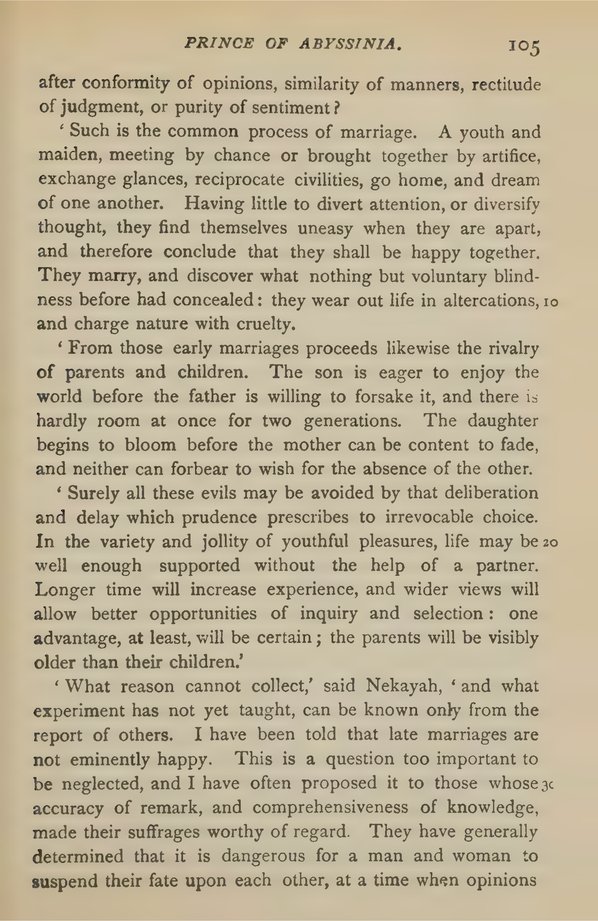 PRINCE OF ABYSSINIA. 105
after conformity of opinions, similarity of manners, rectitude
of judgment, or purity of sentiment?
‘ Such is the common process of marriage. A youth and
maiden, meeting by chance or brought together by artifice,
exchange glances, reciprocate civilities, go home, and dream
of one another. Having little to divert attention, or diversify
thought, they find themselves uneasy when they are apart,
and therefore conclude that they shall be happy together.
They marry, and discover what nothing but voluntary blind-
ness before had concealed : they wear out life in altercations, 10
and charge nature with cruelty.
‘ From those early marriages proceeds likewise the rivalry
of parents and children. The son is eager to enjoy the
world before the father is willing to forsake it, and there is
hardly room at once for two generations. The daughter
begins to bloom before the mother can be content to fade,
and neither can forbear to wish for the absence of the other.
‘ Surely all these evils may be avoided by that deliberation
and delay which prudence prescribes to irrevocable choice.
In the variety and jollity of youthful pleasures, life may be 20
well enough supported without the help of a partner.
Longer time will increase experience, and wider views will
allow better opportunities of inquiry and selection : one
advantage, at least, will be certain ; the parents will be visibly
older than their children.’
‘ What reason cannot collect,’ said Nekayah, ‘ and what
experiment has not yet taught, can be known only from the
report of others. I have been told that late marriages are
not eminently happy. This is a question too important to
be neglected, and I have often proposed it to those whose 30
accuracy of remark, and comprehensiveness of knowledge,
made their suffrages worthy of regard. They have generally
determined that it is dangerous for a man and woman to
suspend their fate upon each other, at a time when opinions